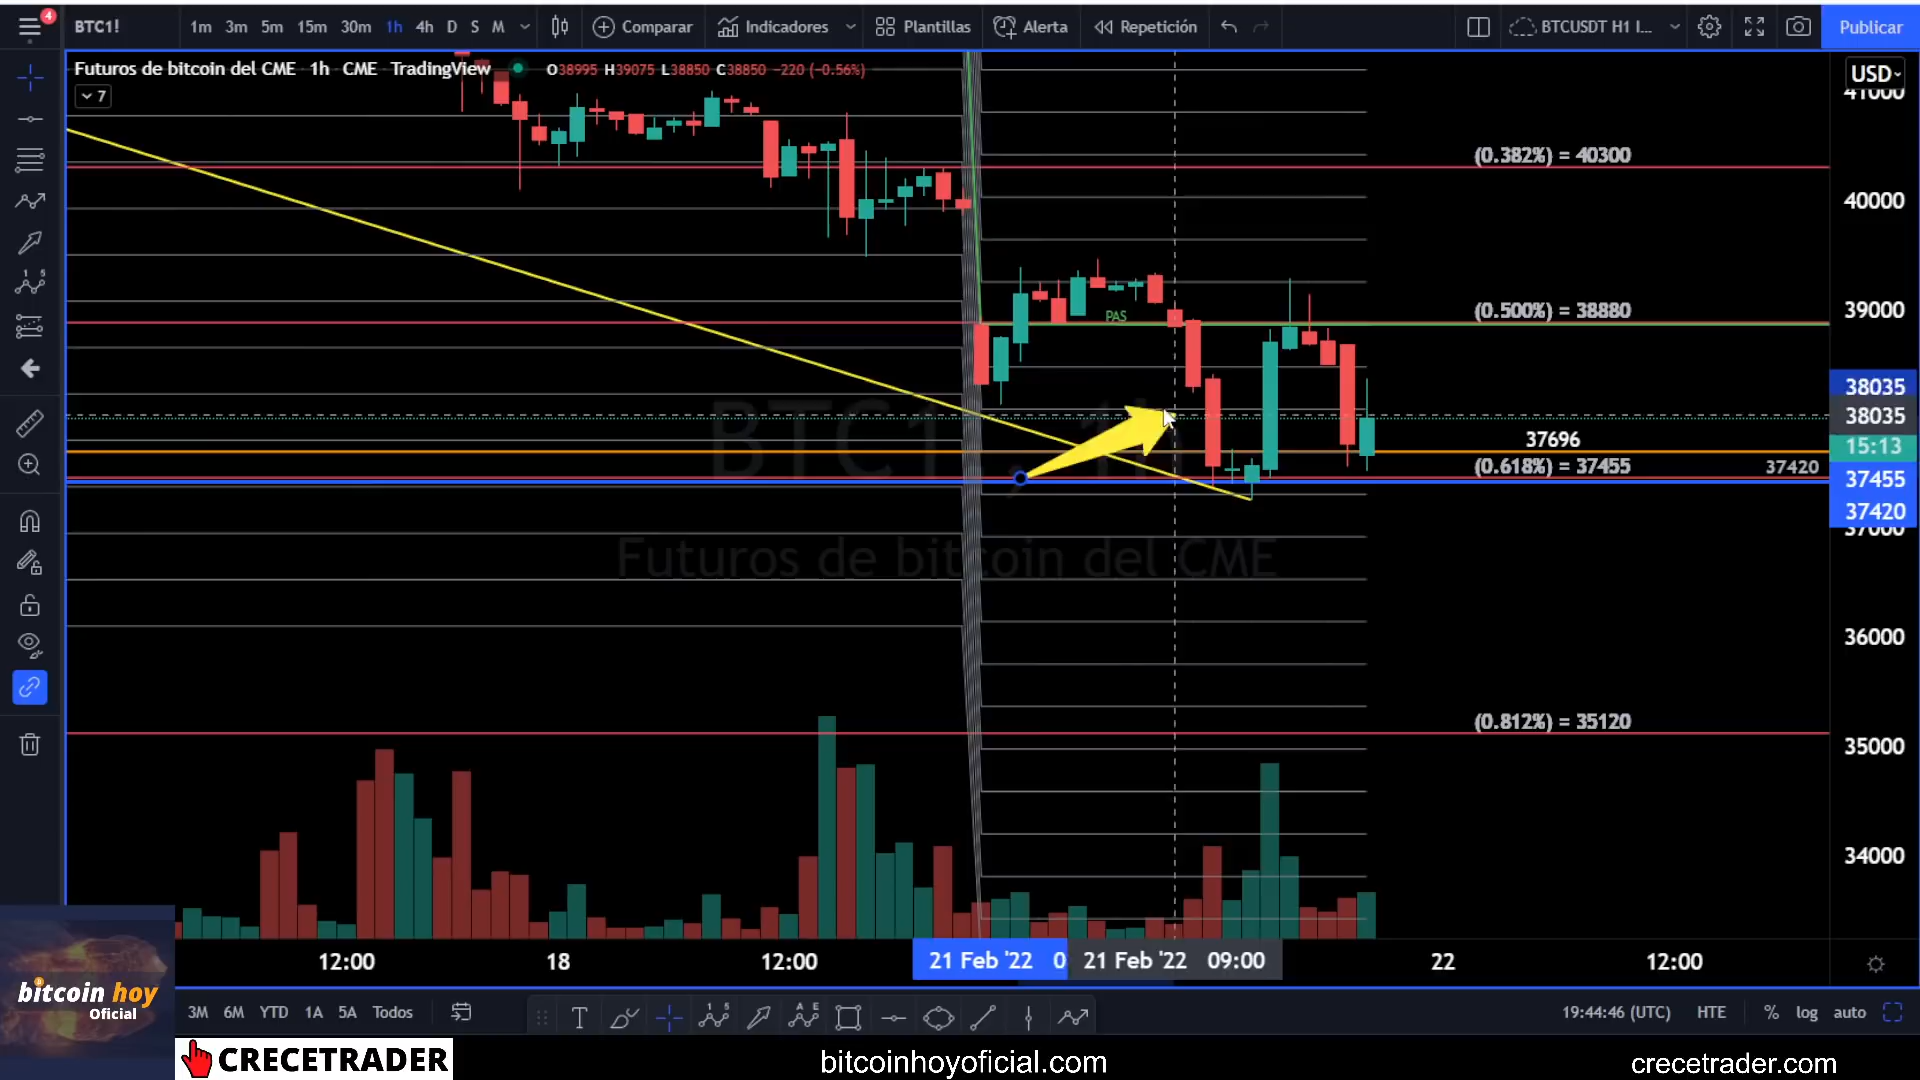 4
BTC1!
1m 3m 5m 15m 30m 1h 4h D S M
Comparar
Indicadores
Plantillas
Alerta
Repetición
BTCUSDT H1 I...
Publicar
Futuros de bitcoin del CME 1h CME TradingView
O38995 H39075 L38850 C38850 −220 (−0.56%)
7
USD
41000
(0.382%) = 40300
40000
PAS
(0.500%) = 38880
39000
38035
38035
15:13
37696
(0.618%) = 37455
37420
37455
37420
37000
Futuros de bitcoin del CME
36000
(0.812%) = 35120
35000
34000
12:00
18
12:00
21 Feb '22 0
21 Feb '22 09:00
22
12:00
3M 6M YTD 1A 5A Todos
19:44:46 (UTC)
HTE
% log auto
bitcoin hoy
Oficial
CRECETRADER
bitcoinhoyoficial.com
crecetrader.com